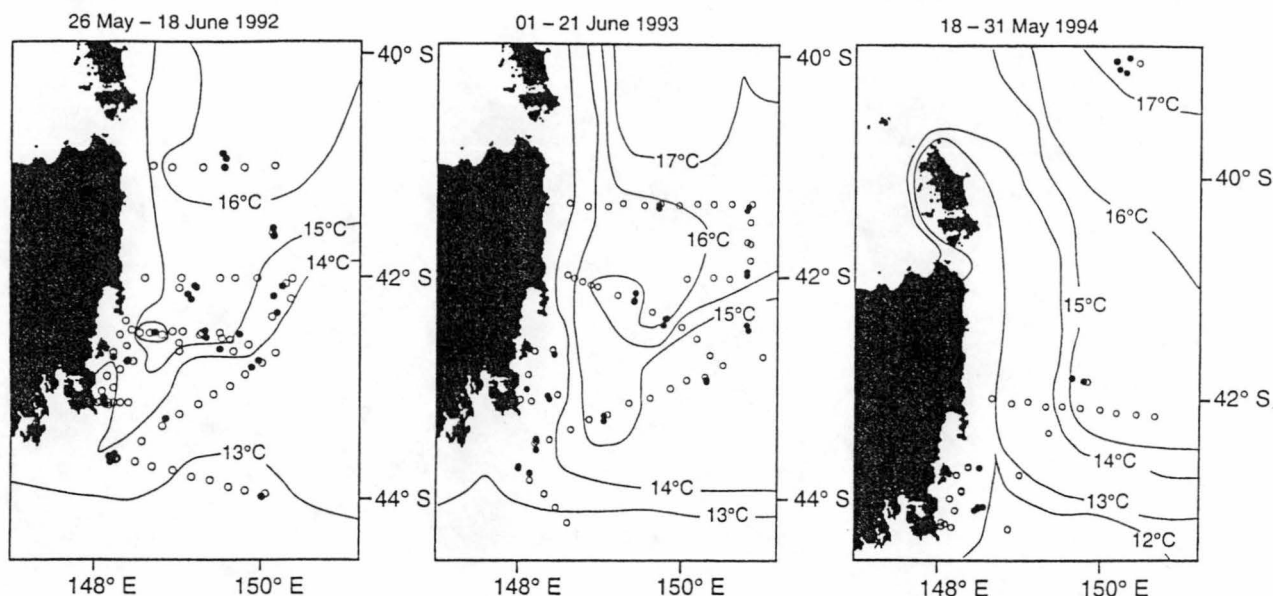 26 May – 18 June 1992
01 – 21 June 1993
18 – 31 May 1994
40° S
16°C
15°C
14°C
42° S
13°C
44° S
148° E
150° E
40° S
17°C
16°C
42° S
15°C
14°C
44° S
13°C
148° E
150° E
17°C
40° S
16°C
15°C
42° S
14°C
13°C
44° S
12°C
148° E
150° E